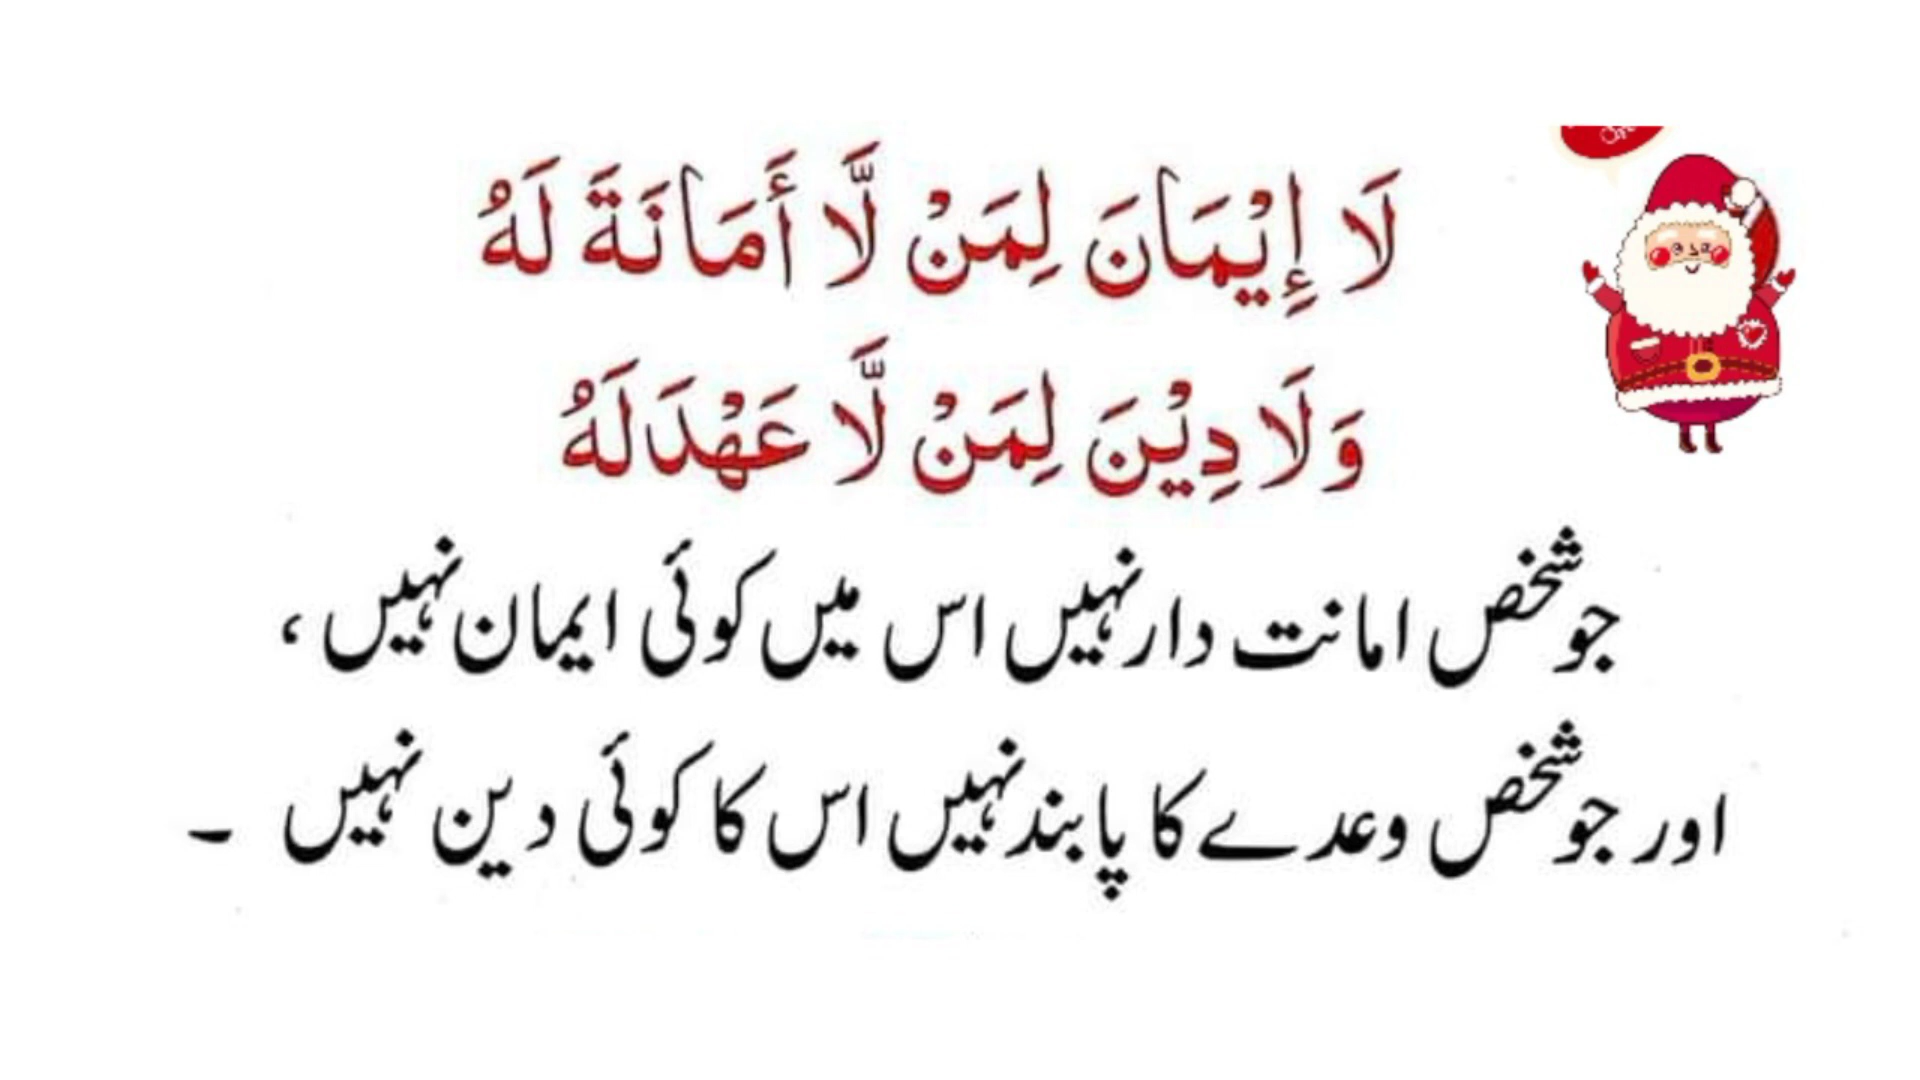 لَا إِيْمَانَ لِمَنْ لَّا أَمَانَةَ لَهُ
وَلَا دِيْنَ لِمَنْ لَّا عَهْدَ لَهُ
جو شخص امانت دار نہیں اس میں کوئی ایمان نہیں،
اور جو شخص وعدے کا پابند نہیں اس کا کوئی دین نہیں ۔